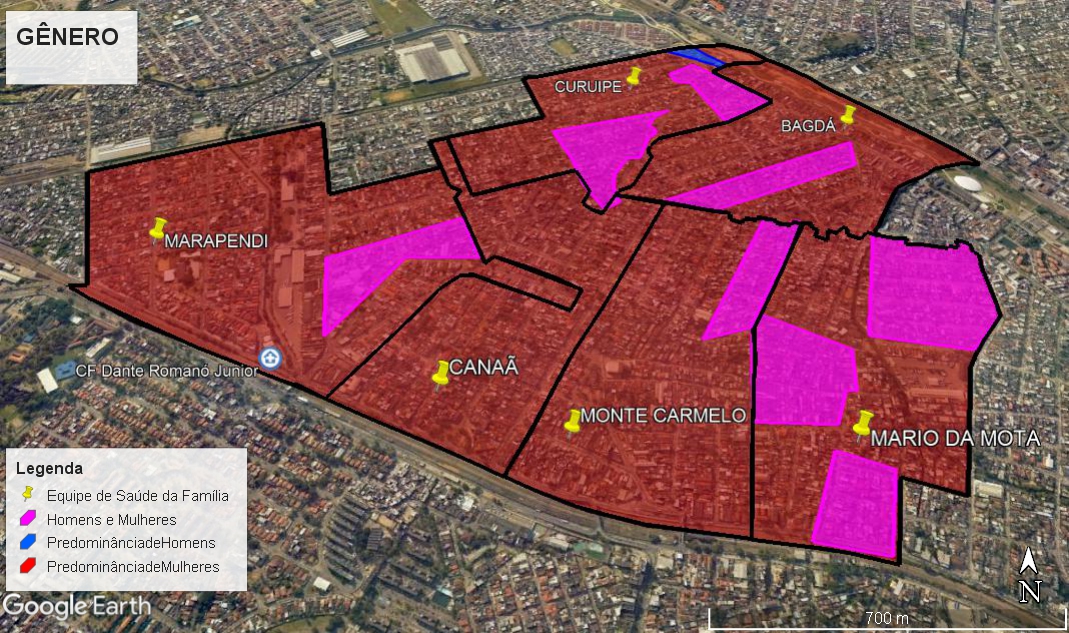 GÊNERO
CURUIPE
BAGDÁ
MARAPENDI
CF Dante Romano Junior
CANAÃ
MONTE CARMELO
MARIO DA MOTA
Legenda
Equipe de Saúde da Família
Homens e Mulheres
PredominânciadeHomens
PredominânciadeMulheres
Google Earth
N
700 m